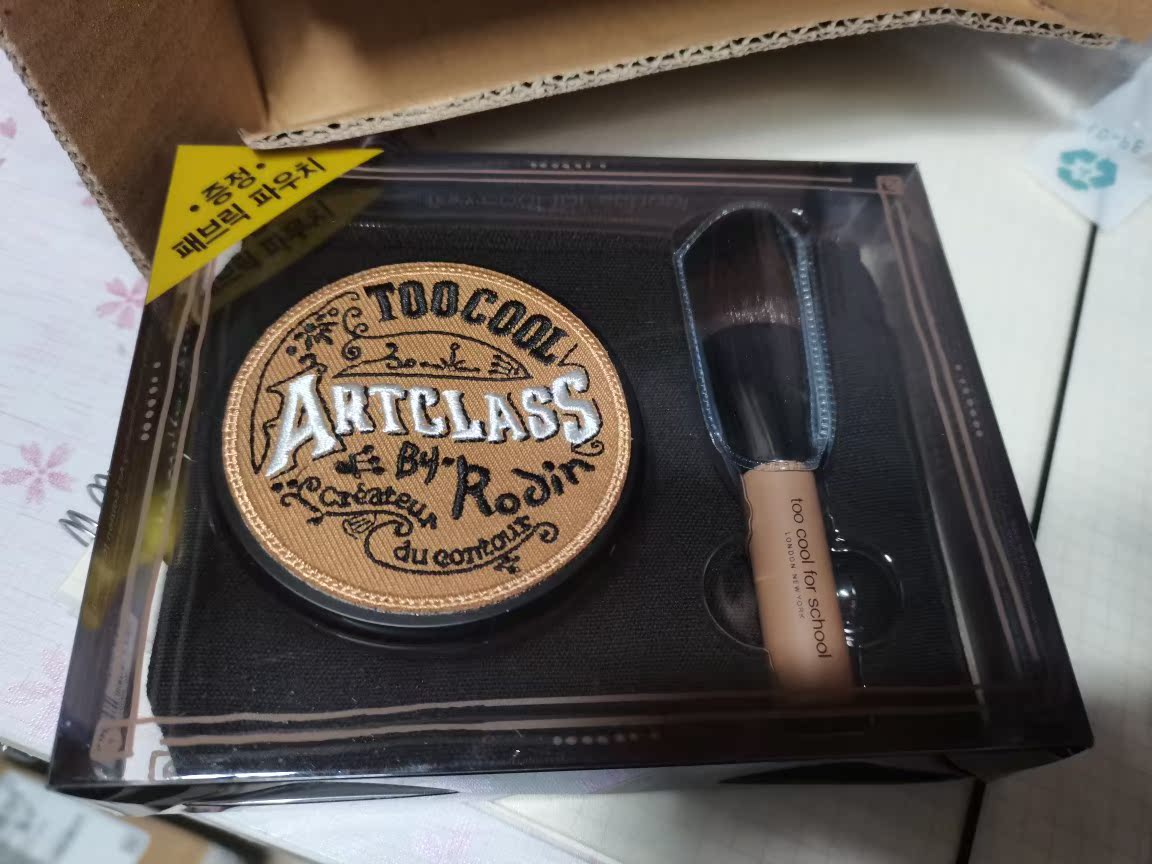 • 증정 •
패브릭 파우치
TOOCOOL
ARTCLASS
By Rodin
Créateur
du contour
too cool for school
LONDON NEW YORK